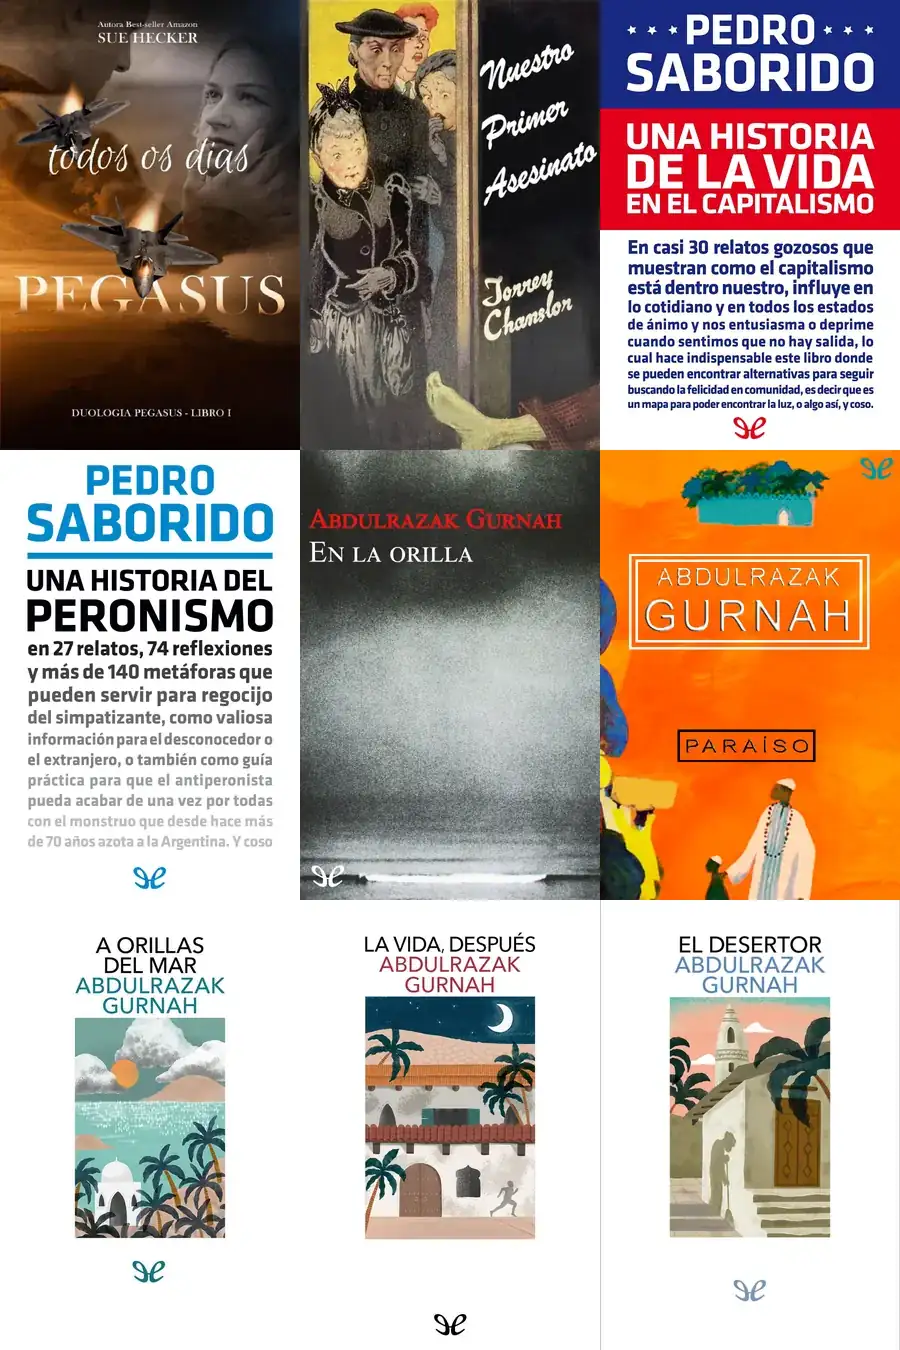 Autora Best-seller Amazon
SUE HECKER
todos os dias
PEGASUS
DUOLOGIA PEGASUS - LIBRO 1
Nuestro
Primer
Asesinato
Torrey
Chanslor
PEDRO
SABORIDO
UNA HISTORIA
DE LA VIDA
EN EL CAPITALISMO
En casi 30 relatos gozosos que
muestran como el capitalismo
está dentro nuestro, influye en
lo cotidiano y en todos los estados
de ánimo y nos entusiasma o deprime
cuando sentimos que no hay salida, lo
cual hace indispensable este libro donde
se pueden encontrar alternativas para seguir
buscando la felicidad en comunidad, es decir que es
un mapa para poder encontrar la luz, o algo así, y coso.
PEDRO
SABORIDO
UNA HISTORIA DEL
PERONISMO
en 27 relatos, 74 reflexiones
y más de 140 metáforas que
pueden servir para regocijo
del simpatizante, como valiosa
información para el desconocedor o
el extranjero, o también como guía
práctica para que el antiperonista
pueda acabar de una vez por todas
con el monstruo que desde hace más
de 70 años azota a la Argentina. Y coso
ABDULRAZAK GURNAH
EN LA ORILLA
ABDULRAZAK
GURNAH
PARAÍSO
A ORILLAS
DEL MAR
ABDULRAZAK
GURNAH
LA VIDA, DESPUÉS
ABDULRAZAK
GURNAH
EL DESERTOR
ABDULRAZAK
GURNAH